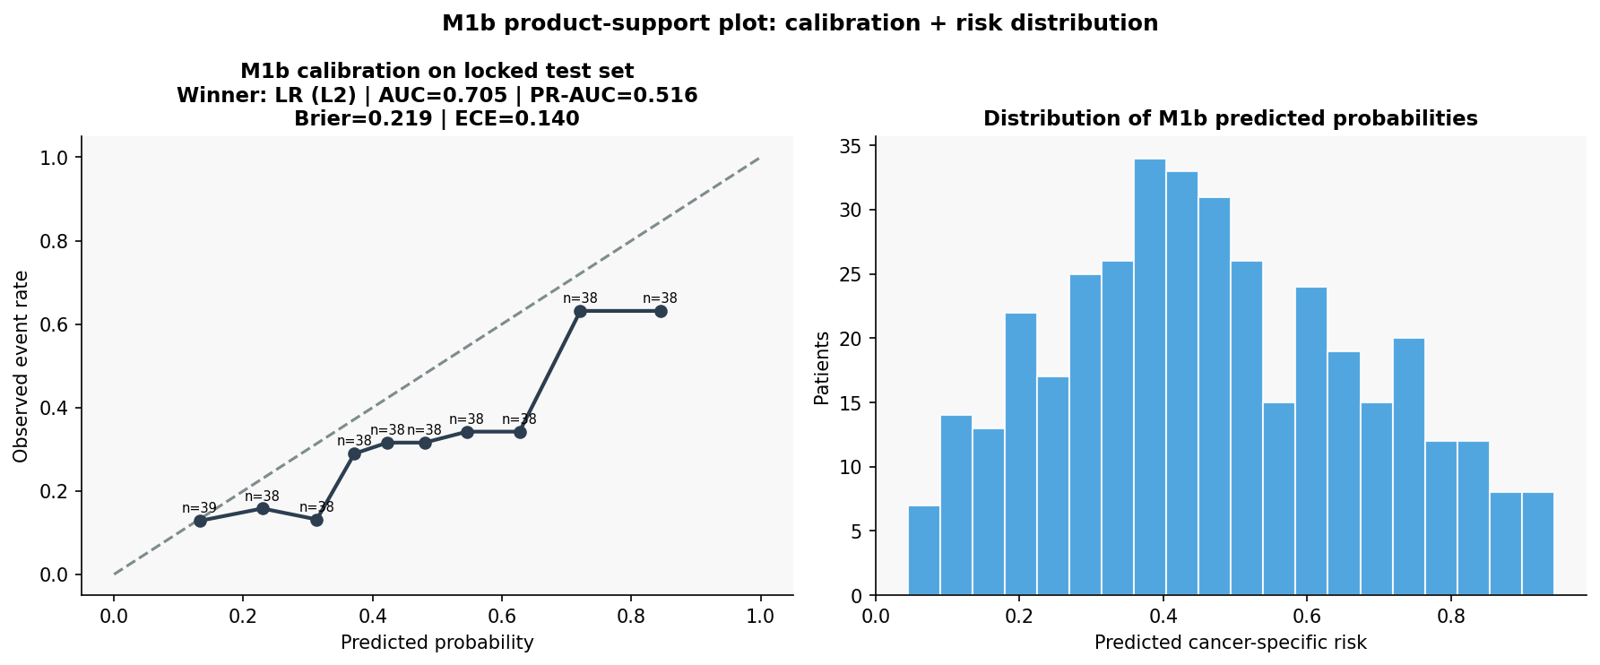 M1b product-support plot: calibration + risk distribution
M1b calibration on locked test set
Winner: LR (L2) | AUC=0.705 | PR-AUC=0.516
Brier=0.219 | ECE=0.140
1.0
0.8
0.6
0.4
0.2
0.0
Observed event rate
n=39
n=38
n=38
n=38
n=38
n=38
n=38
n=38
n=38
n=38
0.0 0.2 0.4 0.6 0.8 1.0
Predicted probability
Distribution of M1b predicted probabilities
35
30
25
20
15
10
5
0
Patients
0.0 0.2 0.4 0.6 0.8
Predicted cancer-specific risk